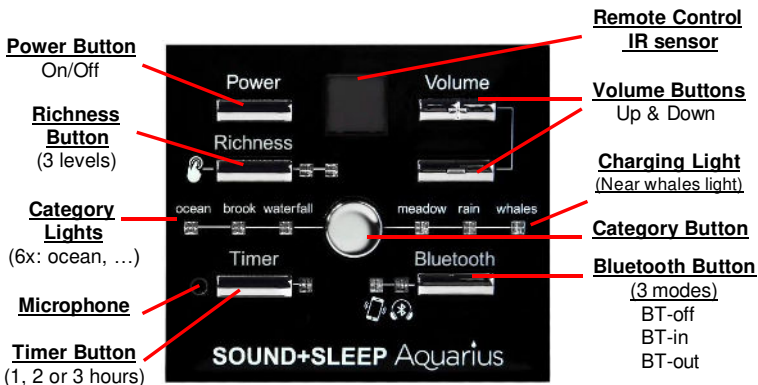 Power Button
On/Off
Richness
Button
(3 levels)
Category
Lights
(6x: ocean, …)
Microphone
Timer Button
(1, 2 or 3 hours)
Power
Volume
Richness
ocean brook waterfall meadow rain whales
Timer
Bluetooth
SOUND+SLEEP Aquarius
Remote Control
IR sensor
Volume Buttons
Up & Down
Charging Light
(Near whales light)
Category Button
Bluetooth Button
(3 modes)
BT-off
BT-in
BT-out